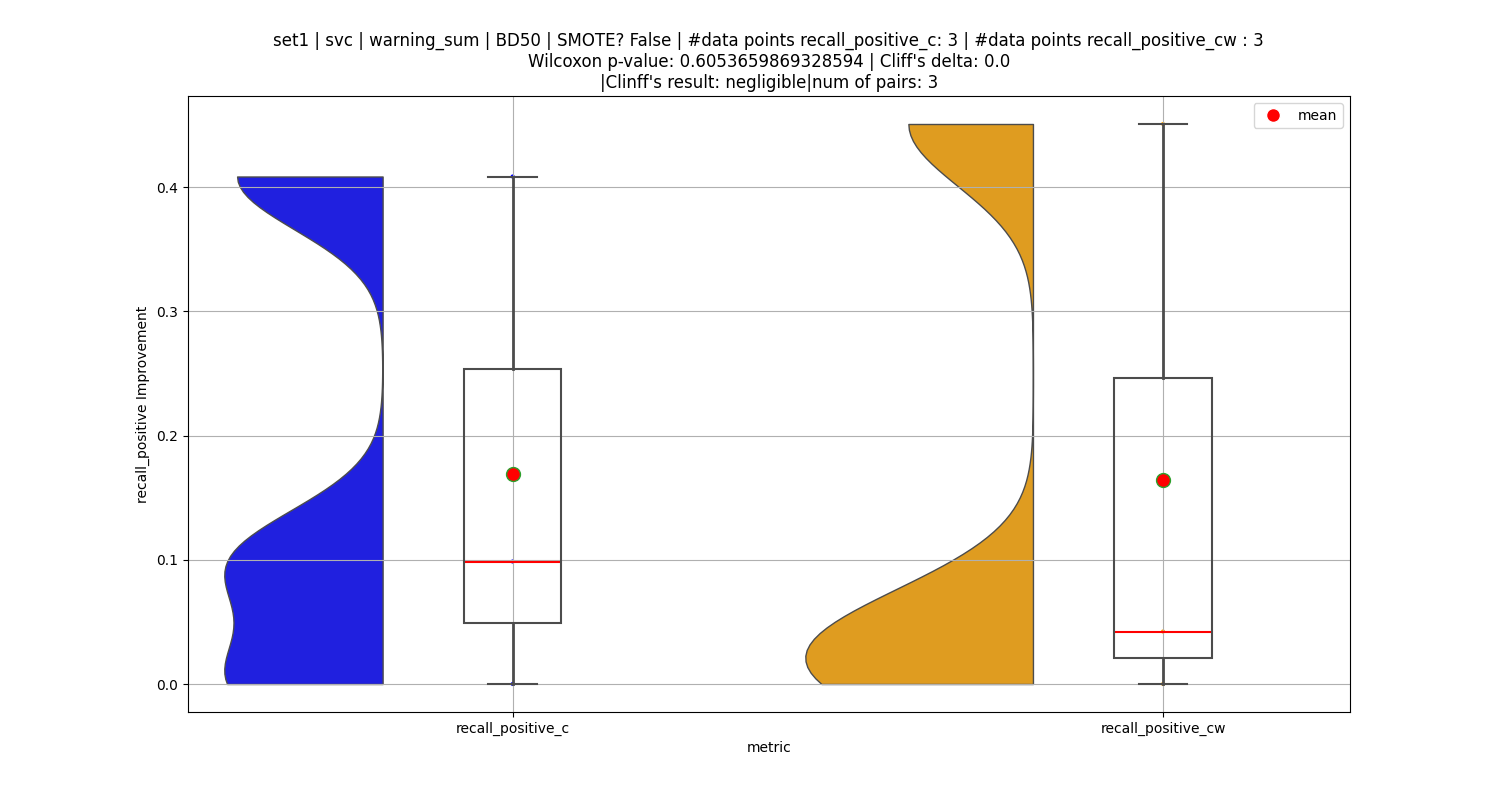 set1 | svc | warning_sum | BD50 | SMOTE? False | #data points recall_positive_c: 3 | #data points recall_positive_cw : 3
Wilcoxon p-value: 0.6053659869328594 | Cliff's delta: 0.0
|Clinff's result: negligible|num of pairs: 3
mean
recall_positive Improvement
0.4
0.3
0.2
0.1
0.0
recall_positive_c
recall_positive_cw
metric